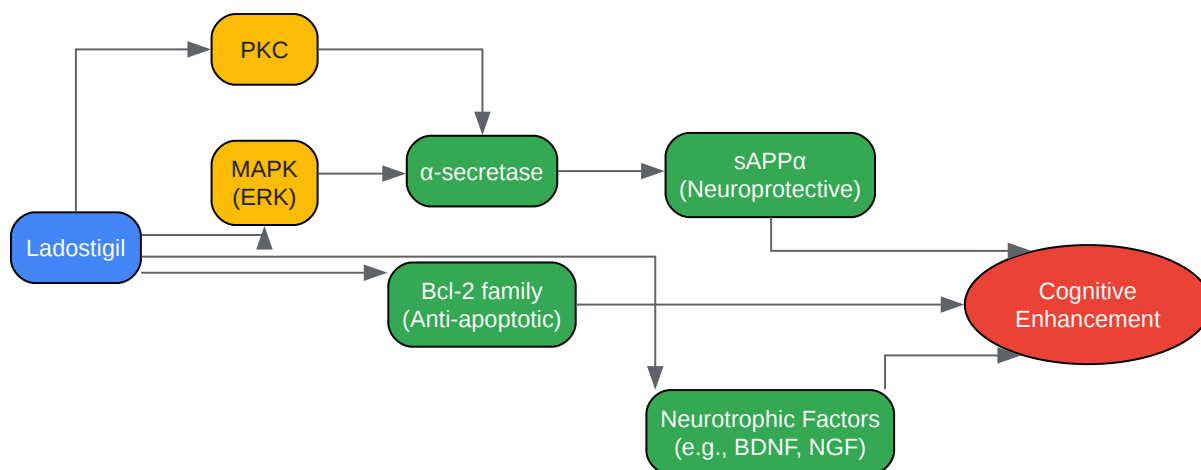 PKC
MAPK
(ERK)
α-secretase
sAPPα
(Neuroprotective)
Ladostigil
Bcl-2 family
(Anti-apoptotic)
Cognitive
Enhancement
Neurotrophic Factors
(e.g., BDNF, NGF)